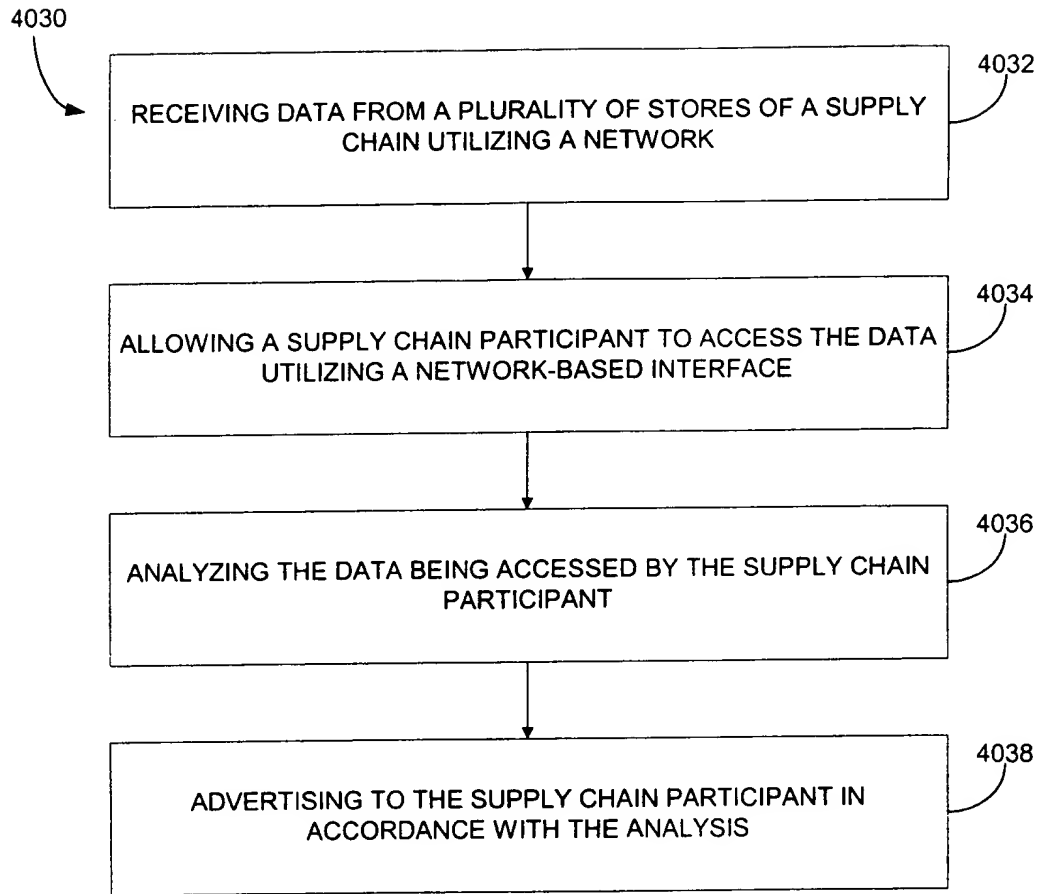 4030
4032
RECEIVING DATA FROM A PLURALITY OF STORES OF A SUPPLY
CHAIN UTILIZING A NETWORK
4034
ALLOWING A SUPPLY CHAIN PARTICIPANT TO ACCESS THE DATA
UTILIZING A NETWORK-BASED INTERFACE
4036
ANALYZING THE DATA BEING ACCESSED BY THE SUPPLY CHAIN
PARTICIPANT
4038
ADVERTISING TO THE SUPPLY CHAIN PARTICIPANT IN
ACCORDANCE WITH THE ANALYSIS